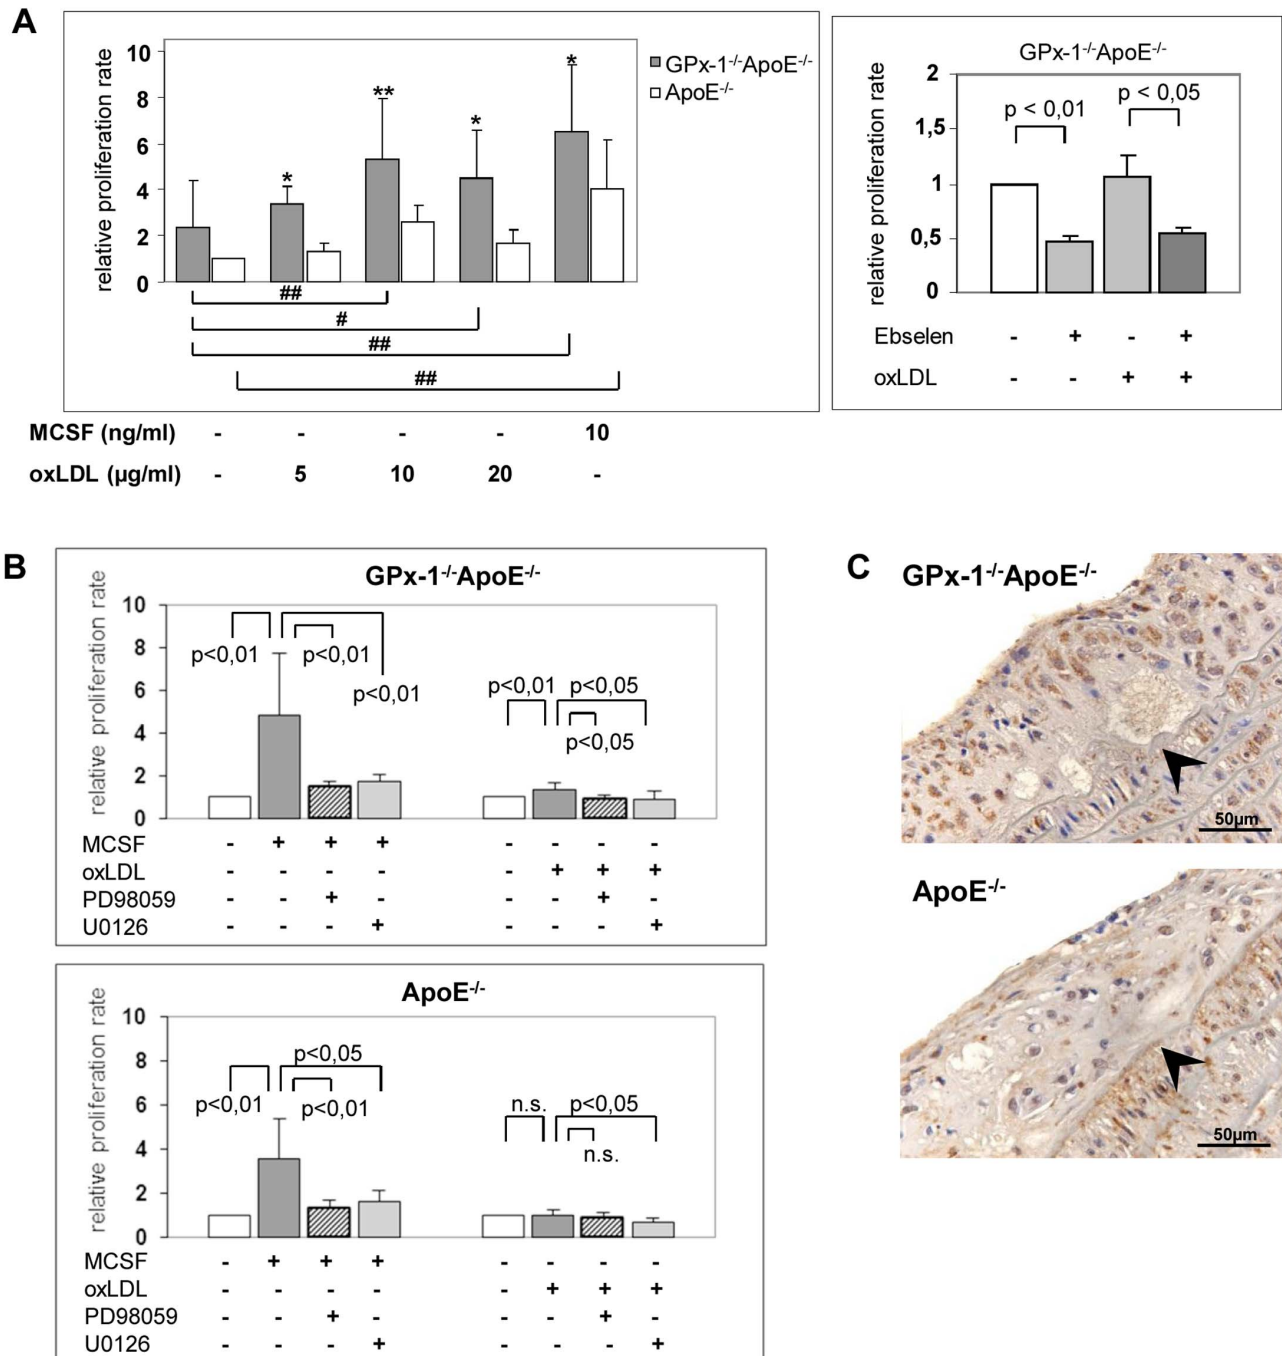 A
10
8
6
4
2
0
relative proliferation rate
GPx-1-/-ApoE-/-
ApoE-/-
*
**
*
*
##
#
##
##
MCSF (ng/ml) - - - - 10
oxLDL (µg/ml) - 5 10 20 -
GPx-1-/-ApoE-/-
2
1,5
1
0,5
0
relative proliferation rate
p < 0,01
p < 0,05
Ebselen - + - +
oxLDL - - + +
B
GPx-1-/-ApoE-/-
10
8
6
4
2
0
relative proliferation rate
p<0,01
p<0,01
p<0,01
p<0,01
p<0,05
p<0,05
MCSF - + + + - - - -
oxLDL - - - - - + + +
PD98059 - - + - - - + -
U0126 - - - + - - - +
ApoE-/-
10
8
6
4
2
0
relative proliferation rate
p<0,05
p<0,01
p<0,01
n.s.
p<0,05
n.s.
MCSF - + + + - - - -
oxLDL - - - - - + + +
PD98059 - - + - - - + -
U0126 - - - + - - - +
C
GPx-1-/-ApoE-/-
50µm
ApoE-/-
50µm